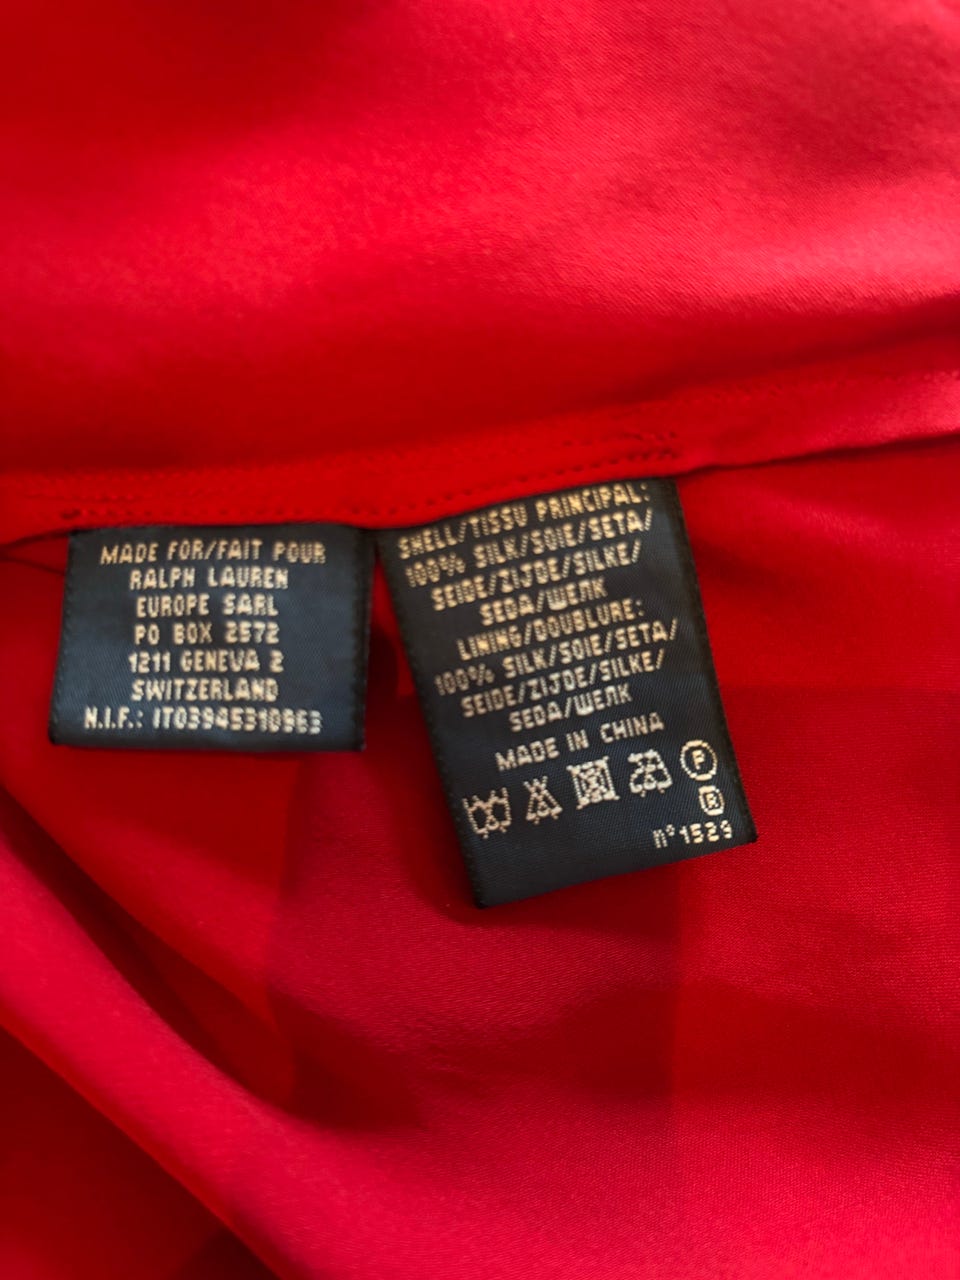 MADE FOR/FAIT POUR
RALPH LAUREN
EUROPE SARL
PO BOX 2572
1211 GENEVA 2
SWITZERLAND
N.I.F.: IT03945310963
SHELL/TISSU PRINCIPAL:
100% SILK/SOIE/SETA/
SEIDE/ZIJDE/SILKE/
SEDA/ШЕЛК
LINING/DOUBLURE:
100% SILK/SOIE/SETA/
SEIDE/ZIJDE/SILKE/
SEDA/ШЕЛК
MADE IN CHINA
P
R
n° 1529